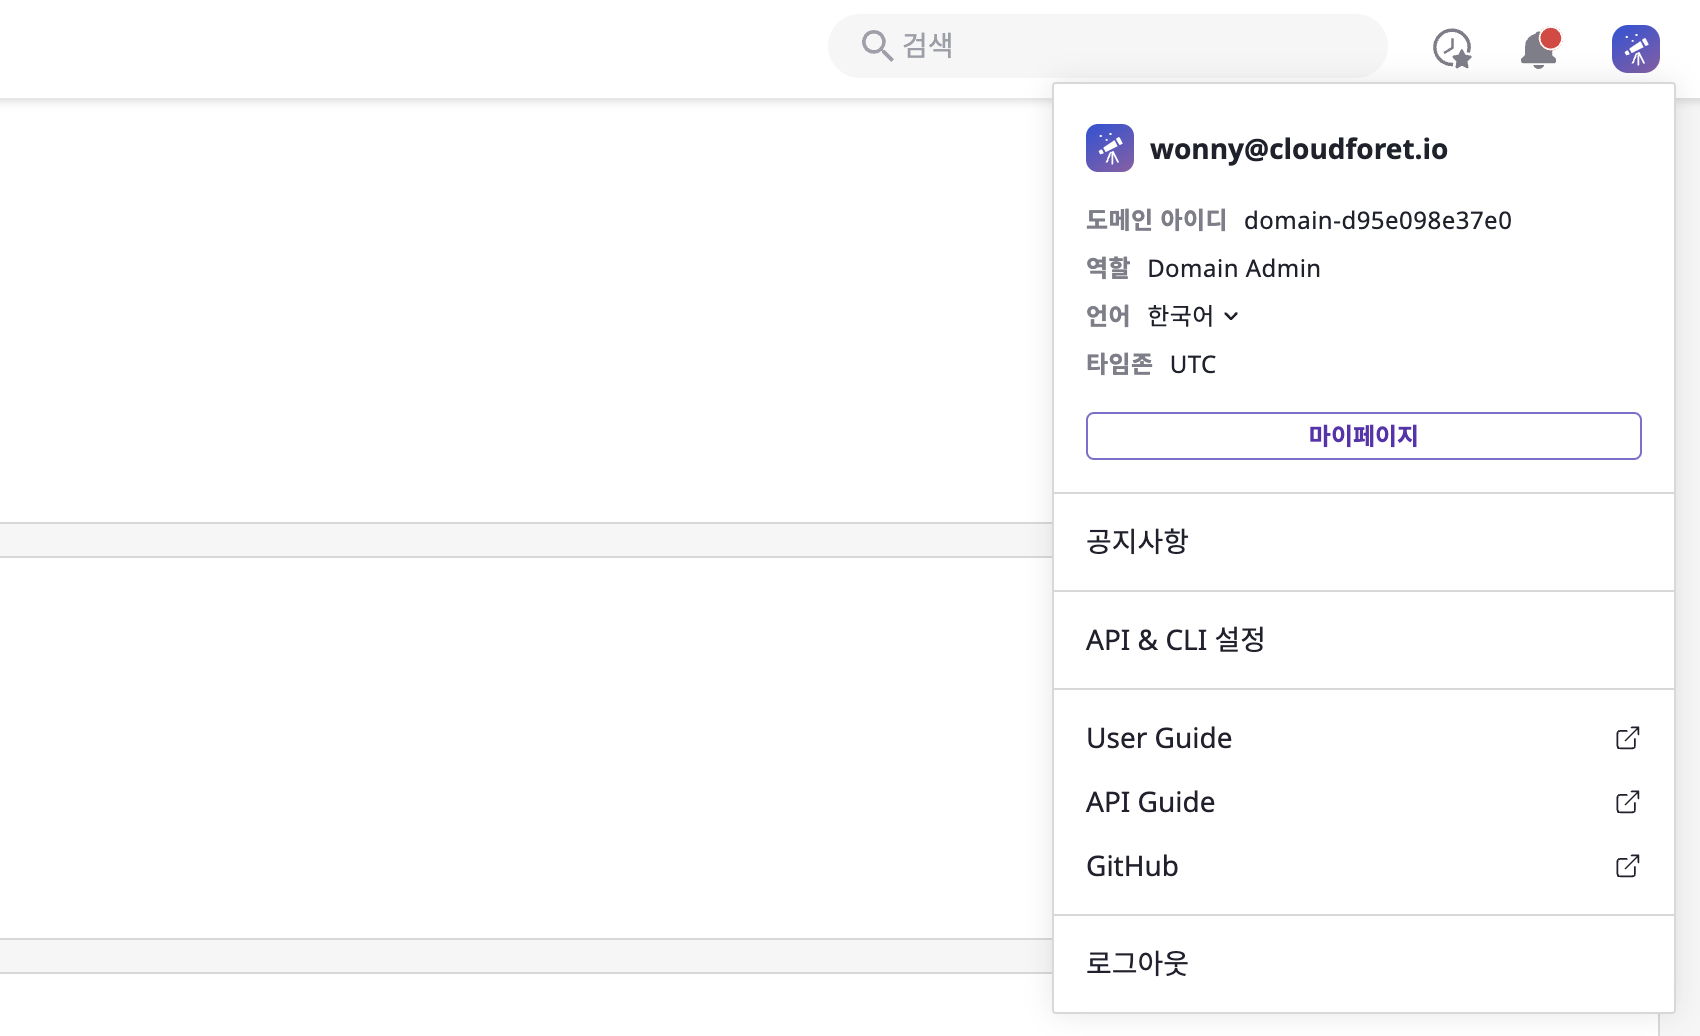 검색
wonny@cloudforet.io
도메인 아이디 domain-d95e098e37e0
역할 Domain Admin
언어 한국어
타임존 UTC
마이페이지
공지사항
API & CLI 설정
User Guide
API Guide
GitHub
로그아웃